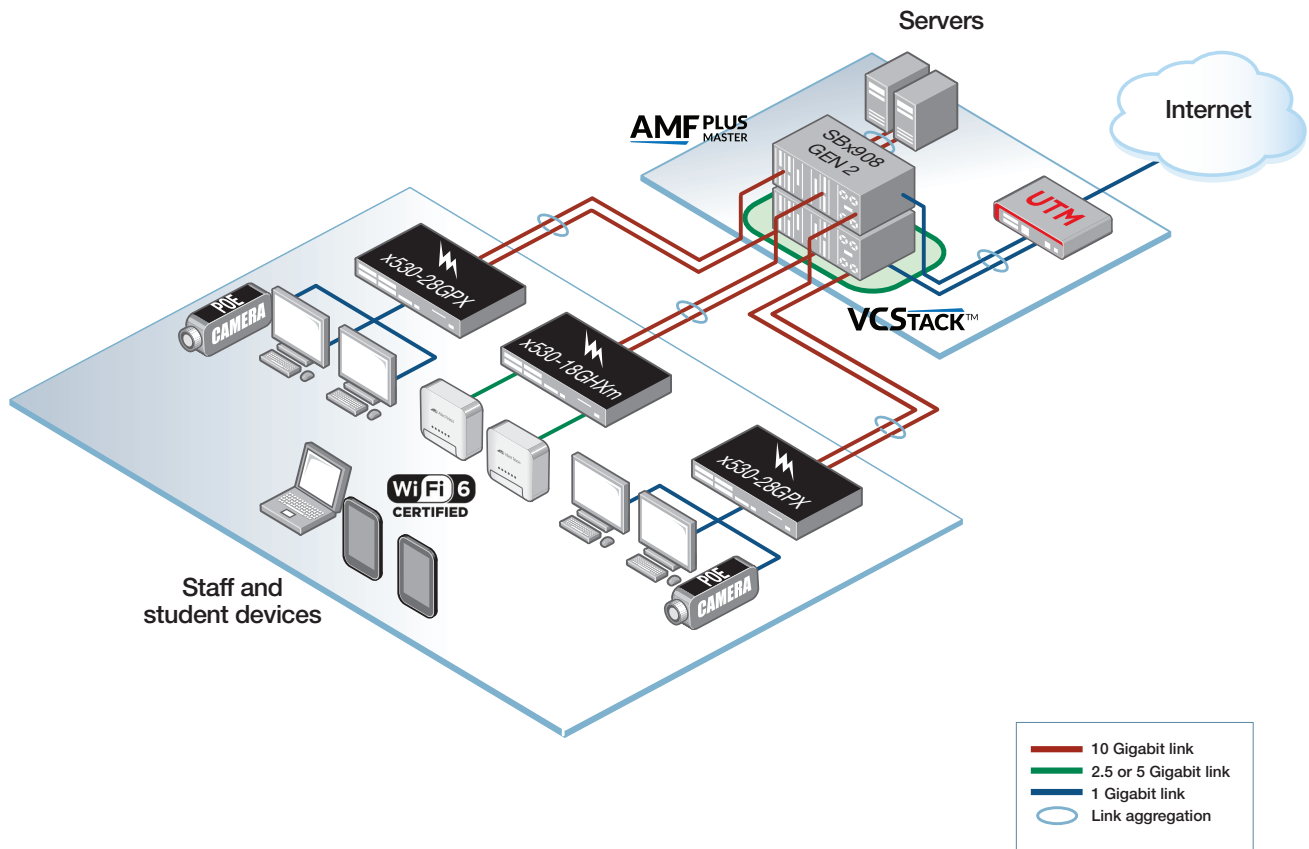 Servers
Internet
AMF PLUS
MASTER
SBx908
GEN 2
UTM
VCSTACK™
x530-28GPX
POE
CAMERA
x530-18GHXm
x530-28GPX
Wi Fi 6
CERTIFIED
POE
CAMERA
Staff and
student devices
10 Gigabit link
2.5 or 5 Gigabit link
1 Gigabit link
Link aggregation